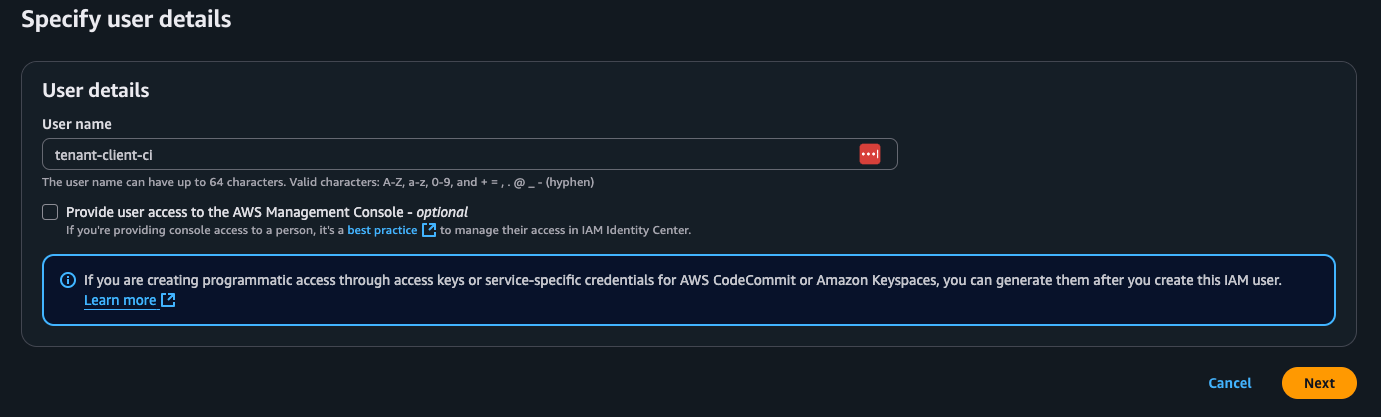 Specify user details
User details
User name
tenant-client-ci
The user name can have up to 64 characters. Valid characters: A-Z, a-z, 0-9, and + = , . @ _ - (hyphen)
Provide user access to the AWS Management Console - optional
If you're providing console access to a person, it's a best practice to manage their access in IAM Identity Center.
If you are creating programmatic access through access keys or service-specific credentials for AWS CodeCommit or Amazon Keyspaces, you can generate them after you create this IAM user.
Learn more
Cancel
Next